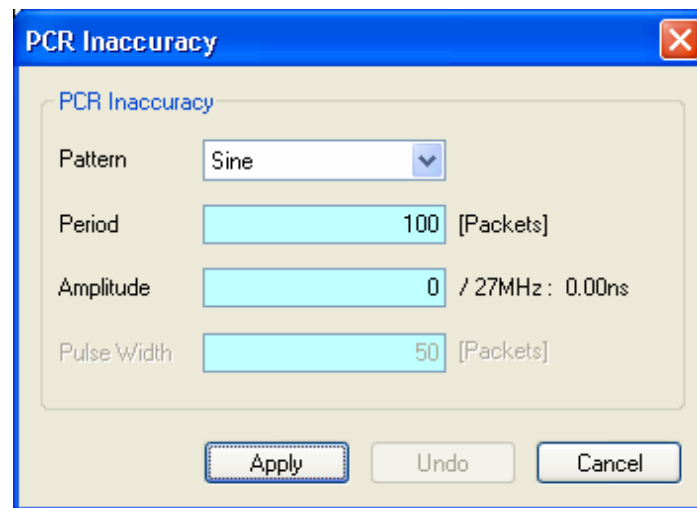 PCR Inaccuracy
PCR Inaccuracy
Pattern Sine
Period 100 [Packets]
Amplitude 0 / 27MHz : 0.00ns
Pulse Width 50 [Packets]
Apply Undo Cancel